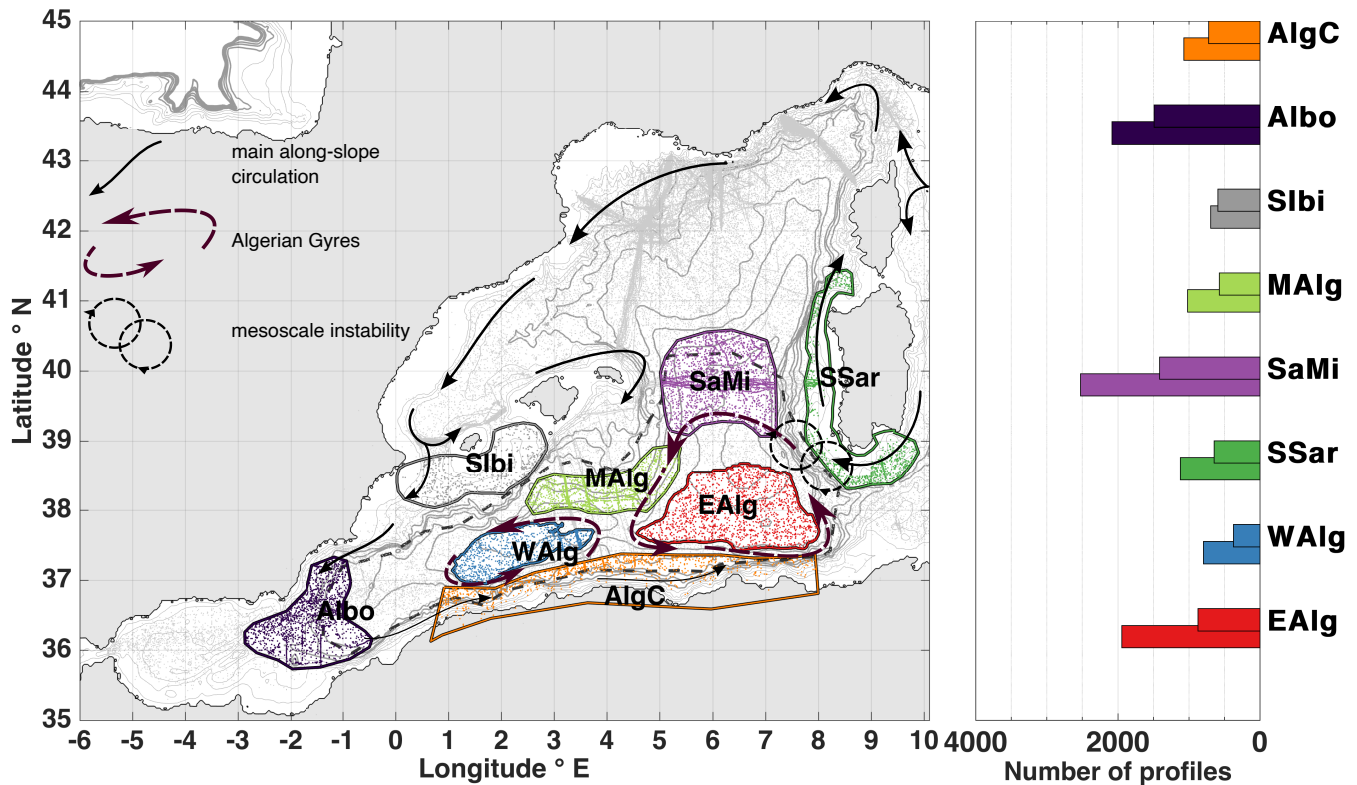 45
44
43
42
41
40
39
38
37
36
35
Latitude ° N
main along-slope
circulation
Algerian Gyres
mesoscale instability
SaMi
SSar
SIbi
MAlg
EAlg
WAlg
AlgC
Albo
-6 -5 -4 -3 -2 -1 0 1 2 3 4 5 6 7 8 9 10
Longitude ° E
AlgC
Albo
SIbi
MAlg
SaMi
SSar
WAlg
EAlg
4000 2000 0
Number of profiles